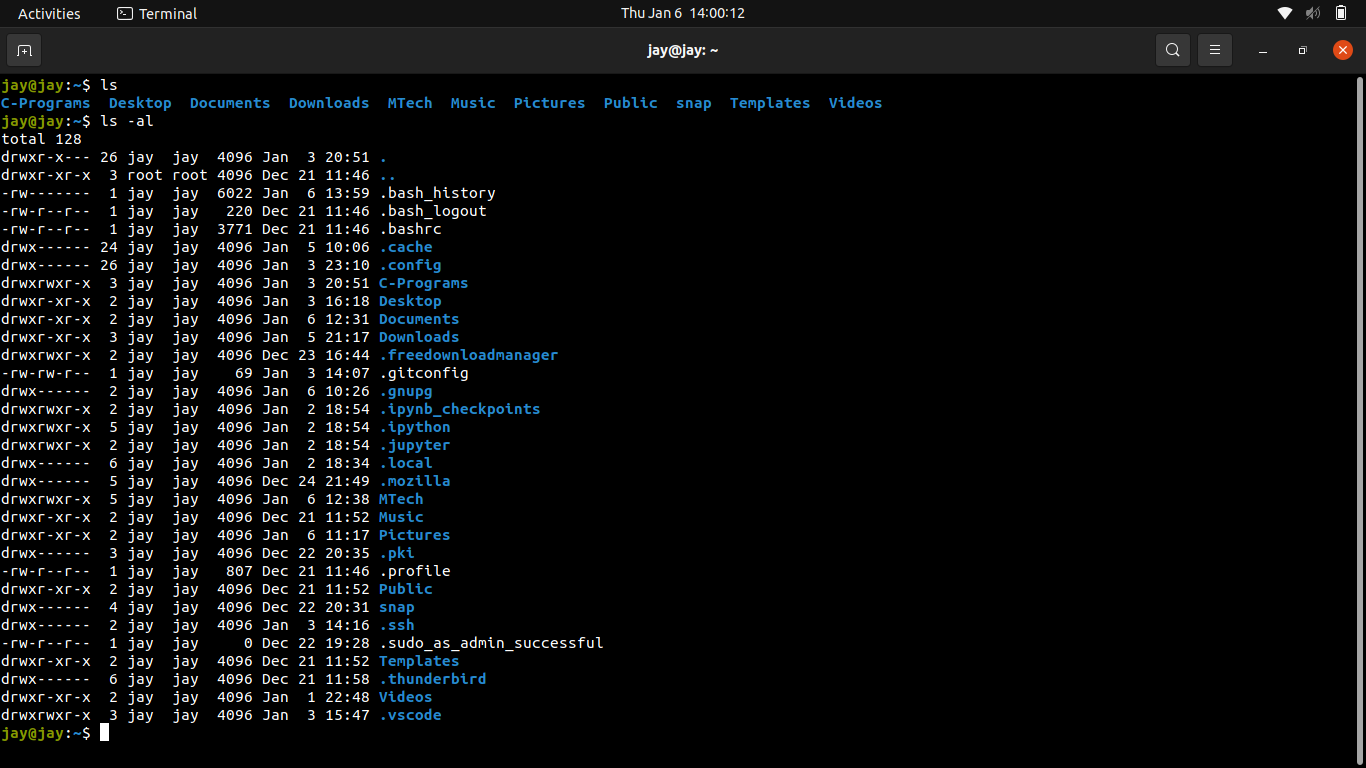 Activities Terminal Thu Jan 6 14:00:12
jay@jay: ~
jay@jay:~$ ls
C-Programs  Desktop  Documents  Downloads  MTech  Music  Pictures  Public  snap  Templates  Videos
jay@jay:~$ ls -al
total 128
drwxr-x--- 26 jay  jay  4096 Jan  3 20:51 .
drwxr-xr-x  3 root root 4096 Dec 21 11:46 ..
-rw-------  1 jay  jay  6022 Jan  6 13:59 .bash_history
-rw-r--r--  1 jay  jay   220 Dec 21 11:46 .bash_logout
-rw-r--r--  1 jay  jay  3771 Dec 21 11:46 .bashrc
drwx------ 24 jay  jay  4096 Jan  5 10:06 .cache
drwx------ 26 jay  jay  4096 Jan  3 23:10 .config
drwxrwxr-x  3 jay  jay  4096 Jan  3 20:51 C-Programs
drwxr-xr-x  2 jay  jay  4096 Jan  3 16:18 Desktop
drwxr-xr-x  2 jay  jay  4096 Jan  6 12:31 Documents
drwxr-xr-x  3 jay  jay  4096 Jan  5 21:17 Downloads
drwxrwxr-x  2 jay  jay  4096 Dec 23 16:44 .freedownloadmanager
-rw-rw-r--  1 jay  jay    69 Jan  3 14:07 .gitconfig
drwx------  2 jay  jay  4096 Jan  6 10:26 .gnupg
drwxrwxr-x  2 jay  jay  4096 Jan  2 18:54 .ipynb_checkpoints
drwxrwxr-x  5 jay  jay  4096 Jan  2 18:54 .ipython
drwxrwxr-x  2 jay  jay  4096 Jan  2 18:54 .jupyter
drwx------  6 jay  jay  4096 Jan  2 18:34 .local
drwx------  5 jay  jay  4096 Dec 24 21:49 .mozilla
drwxrwxr-x  5 jay  jay  4096 Jan  6 12:38 MTech
drwxr-xr-x  2 jay  jay  4096 Dec 21 11:52 Music
drwxr-xr-x  2 jay  jay  4096 Jan  6 11:17 Pictures
drwx------  3 jay  jay  4096 Dec 22 20:35 .pki
-rw-r--r--  1 jay  jay   807 Dec 21 11:46 .profile
drwxr-xr-x  2 jay  jay  4096 Dec 21 11:52 Public
drwx------  4 jay  jay  4096 Dec 22 20:31 snap
drwx------  2 jay  jay  4096 Jan  3 14:16 .ssh
-rw-r--r--  1 jay  jay     0 Dec 22 19:28 .sudo_as_admin_successful
drwxr-xr-x  2 jay  jay  4096 Dec 21 11:52 Templates
drwx------  6 jay  jay  4096 Dec 21 11:58 .thunderbird
drwxr-xr-x  2 jay  jay  4096 Jan  1 22:48 Videos
drwxrwxr-x  3 jay  jay  4096 Jan  3 15:47 .vscode
jay@jay:~$